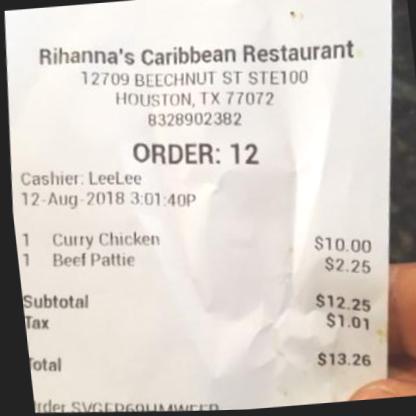 Rihanna's Caribbean Restaurant
12709 BEECHNUT ST STE100
HOUSTON, TX 77072
8328902382
ORDER: 12
Cashier: LeeLee
12-Aug-2018 3:01:40P
1 Curry Chicken $10.00
1 Beef Pattie $2.25
Subtotal $12.25
Tax $1.01
Total $13.26